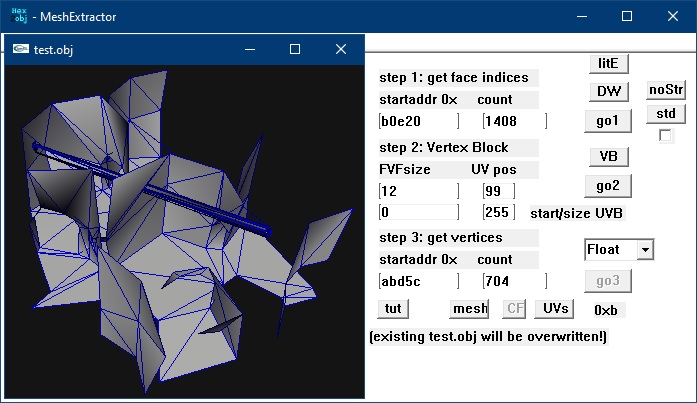 Hex
2obj - MeshExtractor
test.obj
litE
step 1: get face indices
DW noStr
startaddr 0x count
std
b0e20 1408 go1
step 2: Vertex Block
VB
FVFsize UV pos
12 99 go2
0 255 start/size UVB
step 3: get vertices
Float
startaddr 0x count
abd5c 704 go3
tut mesh CF UVs 0xb
(existing test.obj will be overwritten!)